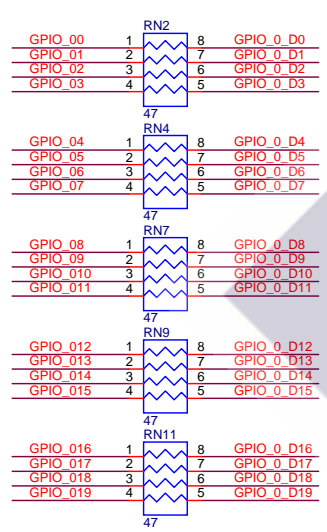 RN2
GPIO_00 1 8 GPIO_0_D0
GPIO_01 2 7 GPIO_0_D1
GPIO_02 3 6 GPIO_0_D2
GPIO_03 4 5 GPIO_0_D3
47
RN4
GPIO_04 1 8 GPIO_0_D4
GPIO_05 2 7 GPIO_0_D5
GPIO_06 3 6 GPIO_0_D6
GPIO_07 4 5 GPIO_0_D7
47
RN7
GPIO_08 1 8 GPIO_0_D8
GPIO_09 2 7 GPIO_0_D9
GPIO_010 3 6 GPIO_0_D10
GPIO_011 4 5 GPIO_0_D11
47
RN9
GPIO_012 1 8 GPIO_0_D12
GPIO_013 2 7 GPIO_0_D13
GPIO_014 3 6 GPIO_0_D14
GPIO_015 4 5 GPIO_0_D15
47
RN11
GPIO_016 1 8 GPIO_0_D16
GPIO_017 2 7 GPIO_0_D17
GPIO_018 3 6 GPIO_0_D18
GPIO_019 4 5 GPIO_0_D19
47